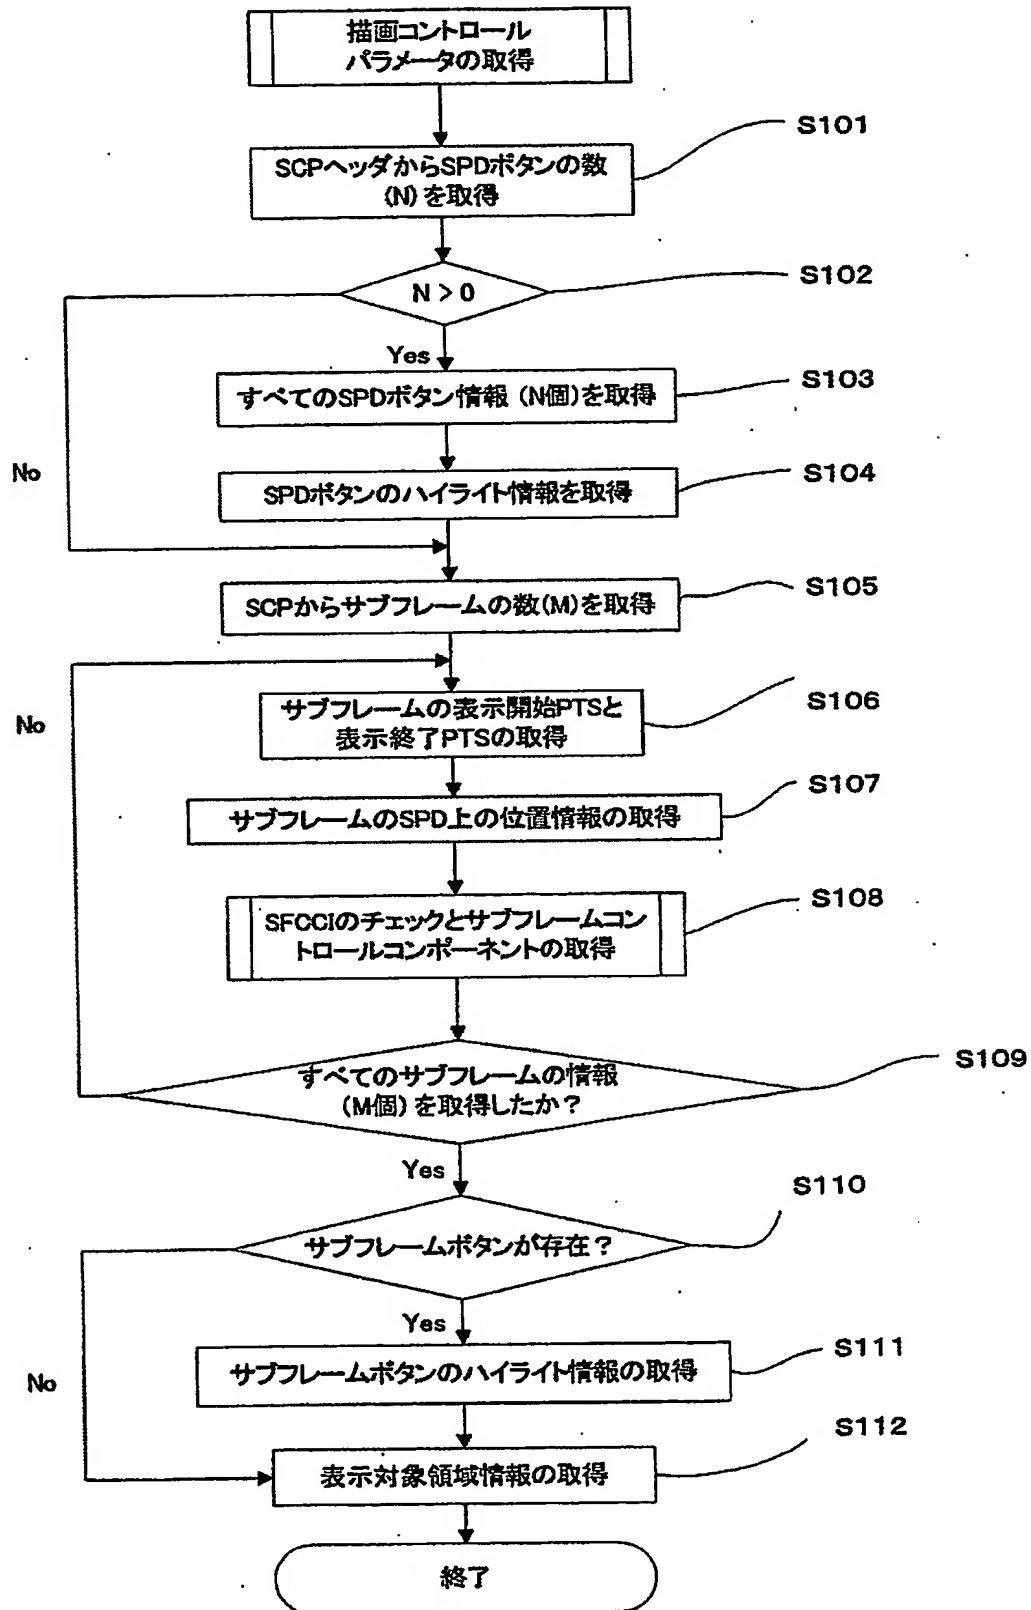 描画コントロール
パラメータの取得
S101
SCPヘッダからSPDボタンの数
(N)を取得
S102
N > 0
Yes
S103
すべてのSPDボタン情報 (N個)を取得
No
S104
SPDボタンのハイライト情報を取得
S105
SCPからサブフレームの数(M)を取得
No
S106
サブフレームの表示開始PTSと
表示終了PTSの取得
S107
サブフレームのSPD上の位置情報の取得
S108
SFCCIのチェックとサブフレームコン
トロールコンポーネントの取得
S109
すべてのサブフレームの情報
(M個)を取得したか?
Yes
S110
サブフレームボタンが存在?
Yes
S111
サブフレームボタンのハイライト情報の取得
No
S112
表示対象領域情報の取得
終了